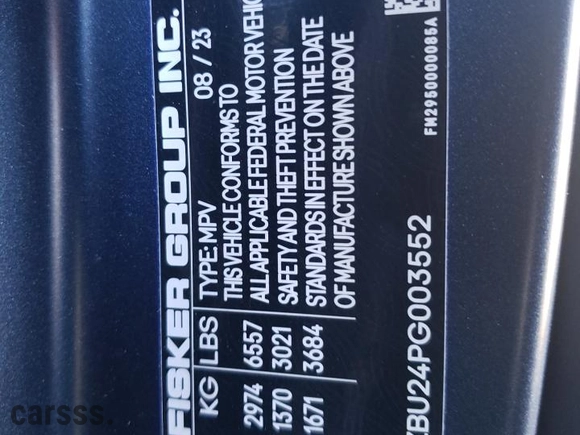 FISKER GROUP INC.
KG LBS TYPE: MPV 08 / 23
2974 6557
1370 3021
1671 3684
THIS VEHICLE CONFORMS TO
ALL APPLICABLE FEDERAL MOTOR
SAFETY AND THEFT PREVENTION
STANDARDS IN EFFECT ON THE DATE
OF MANUFACTURE SHOWN ABOVE
FM2950000085A
BU24PG003552
carsss.